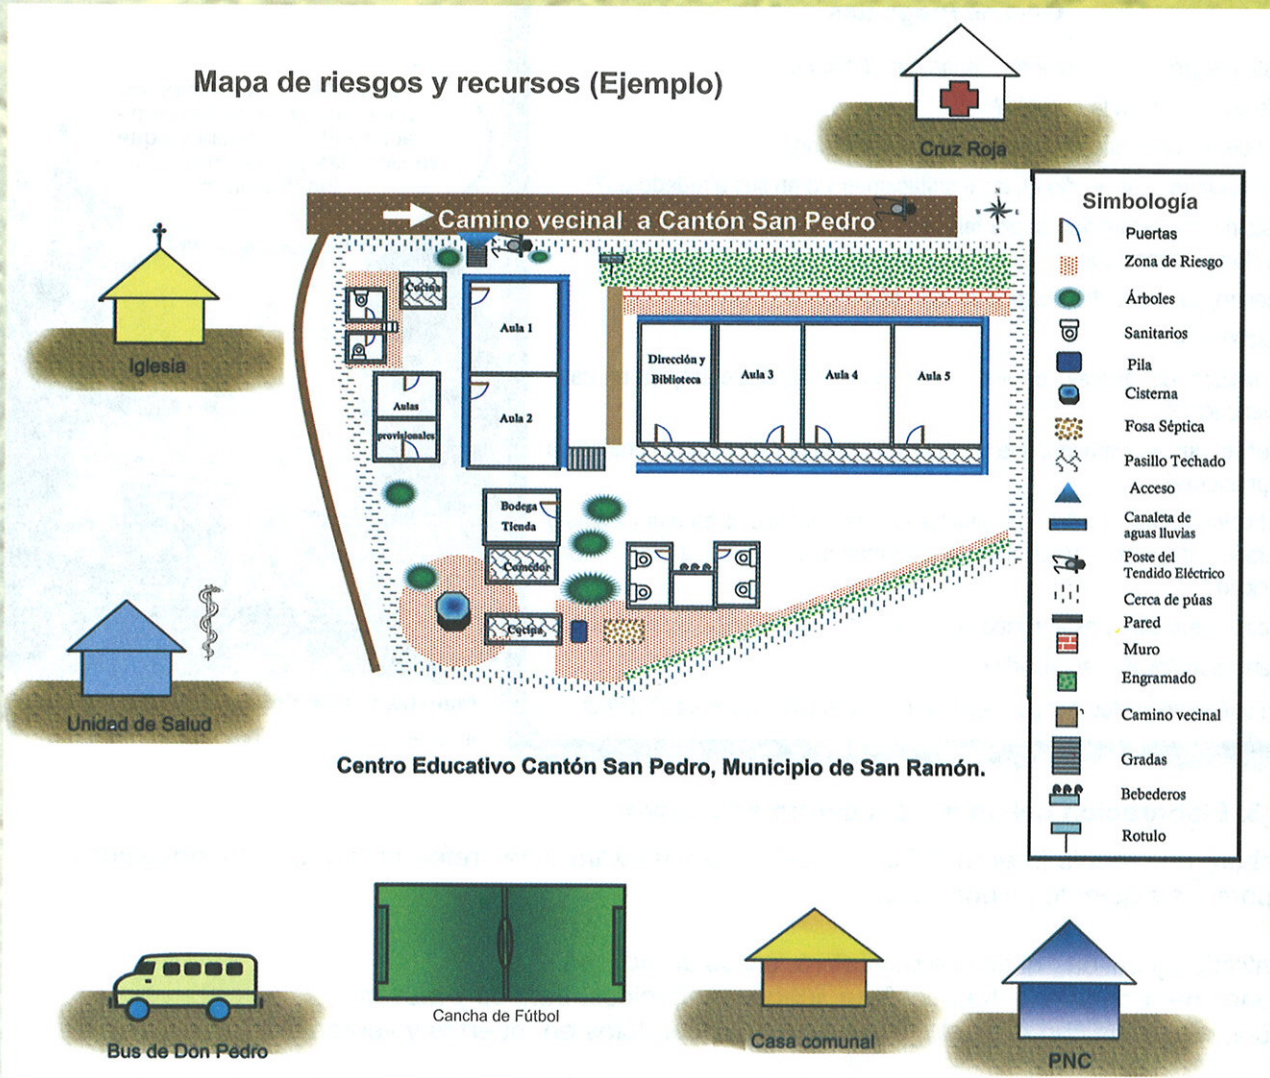 Mapa de riesgos y recursos (Ejemplo)
Cruz Roja
Camino vecinal a Cantón San Pedro
N
Iglesia
Cocina
Aula 1
Aula 2
Aulas
provisionales
Dirección y
Biblioteca
Aula 3
Aula 4
Aula 5
Bodega
Tienda
Comedor
Cocina
Unidad de Salud
Simbología
Puertas
Zona de Riesgo
Árboles
Sanitarios
Pila
Cisterna
Fosa Séptica
Pasillo Techado
Acceso
Canaleta de
aguas lluvias
Poste del
Tendido Eléctrico
Cerca de púas
Pared
Muro
Engramado
Camino vecinal
Gradas
Bebederos
Rotulo
Centro Educativo Cantón San Pedro, Municipio de San Ramón.
Bus de Don Pedro
Cancha de Fútbol
Casa comunal
PNC